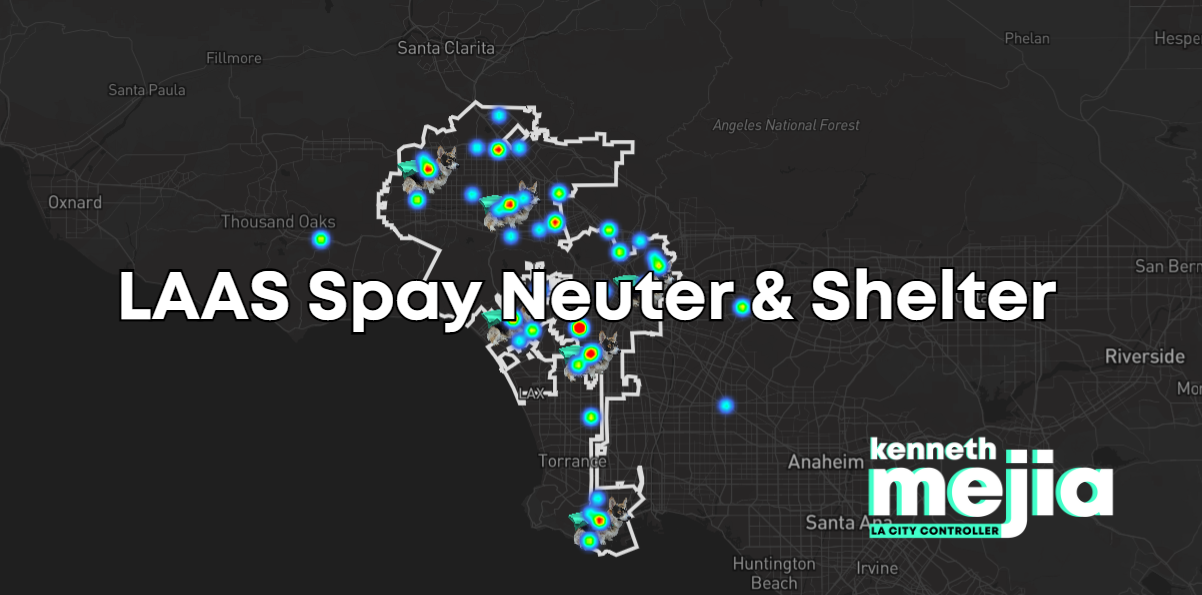 Santa Clarita
Phelan
Hespe
Fillmore
Santa Paula
Angeles National Forest
Oxnard
Thousand Oaks
San Bern
LAAS Spay Neuter & Shelter
Riverside
Mo
LAX
Torrance
Anaheim
kenneth
mejia
LA CITY CONTROLLER
Santa Ana
Huntington
Beach
Irvine